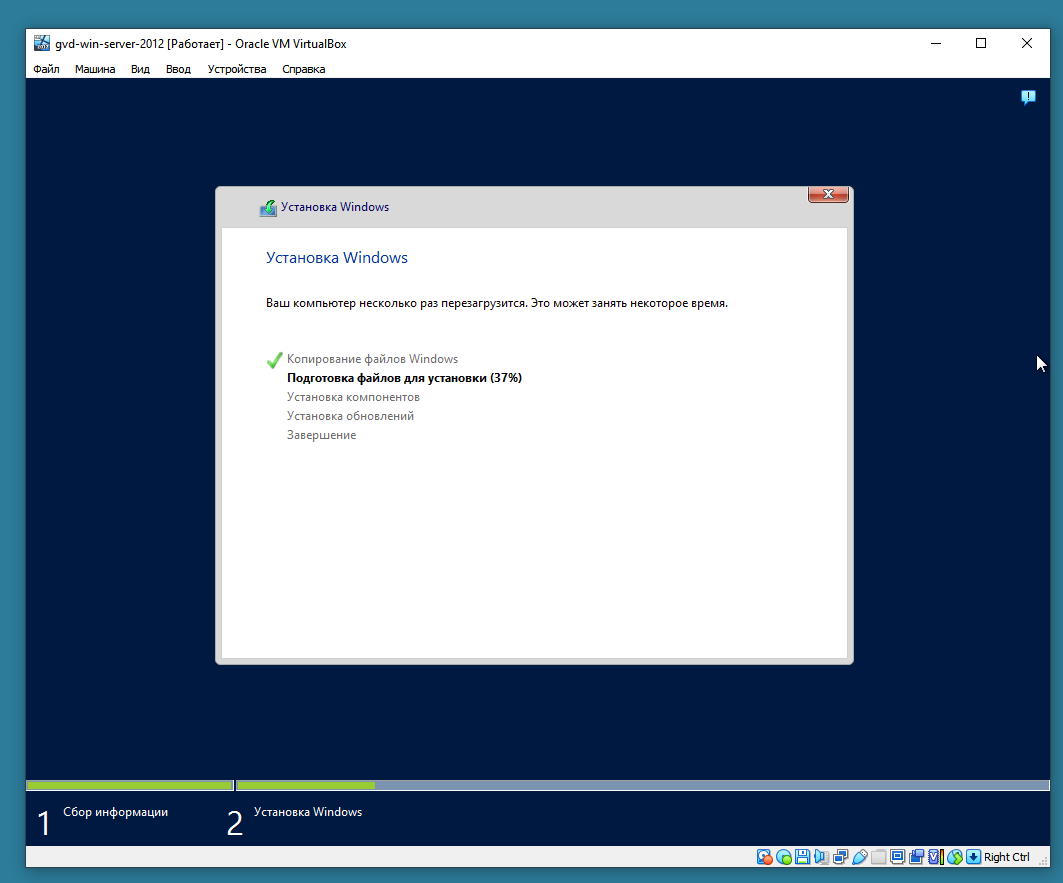 gvd-win-server-2012 [Работает] - Oracle VM VirtualBox
Файл Машина Вид Ввод Устройства Справка
Установка Windows
Установка Windows
Ваш компьютер несколько раз перезагрузится. Это может занять некоторое время.
Копирование файлов Windows
Подготовка файлов для установки (37%)
Установка компонентов
Установка обновлений
Завершение
1 Сбор информации
2 Установка Windows
Right Ctrl